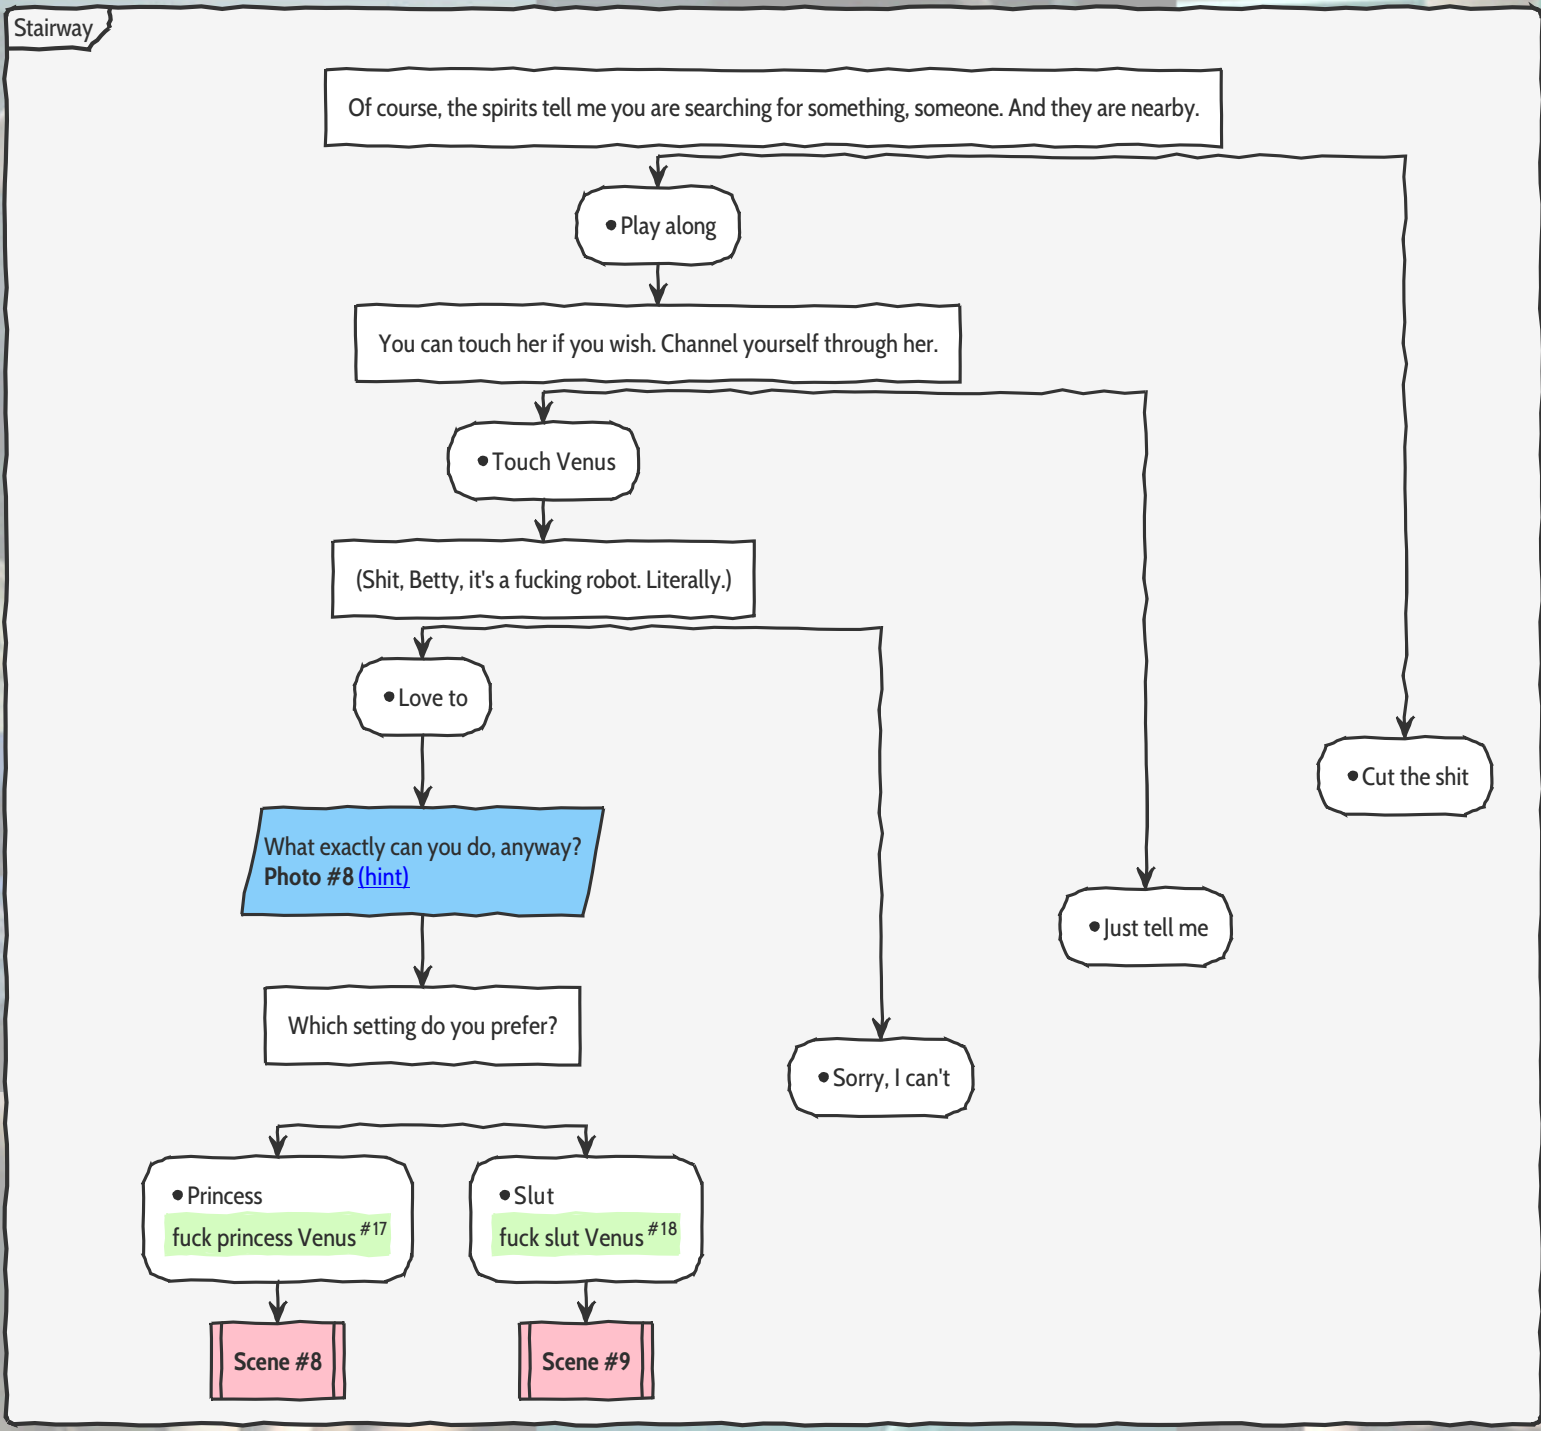 Stairway
Of course, the spirits tell me you are searching for something, someone. And they are nearby.
•Play along
You can touch her if you wish. Channel yourself through her.
•Touch Venus
(Shit, Betty, it's a fucking robot. Literally.)
•Love to
•Cut the shit
What exactly can you do, anyway?
Photo #8 (hint)
•Just tell me
Which setting do you prefer?
•Sorry, I can't
•Princess
fuck princess Venus #17
•Slut
fuck slut Venus #18
Scene #8
Scene #9